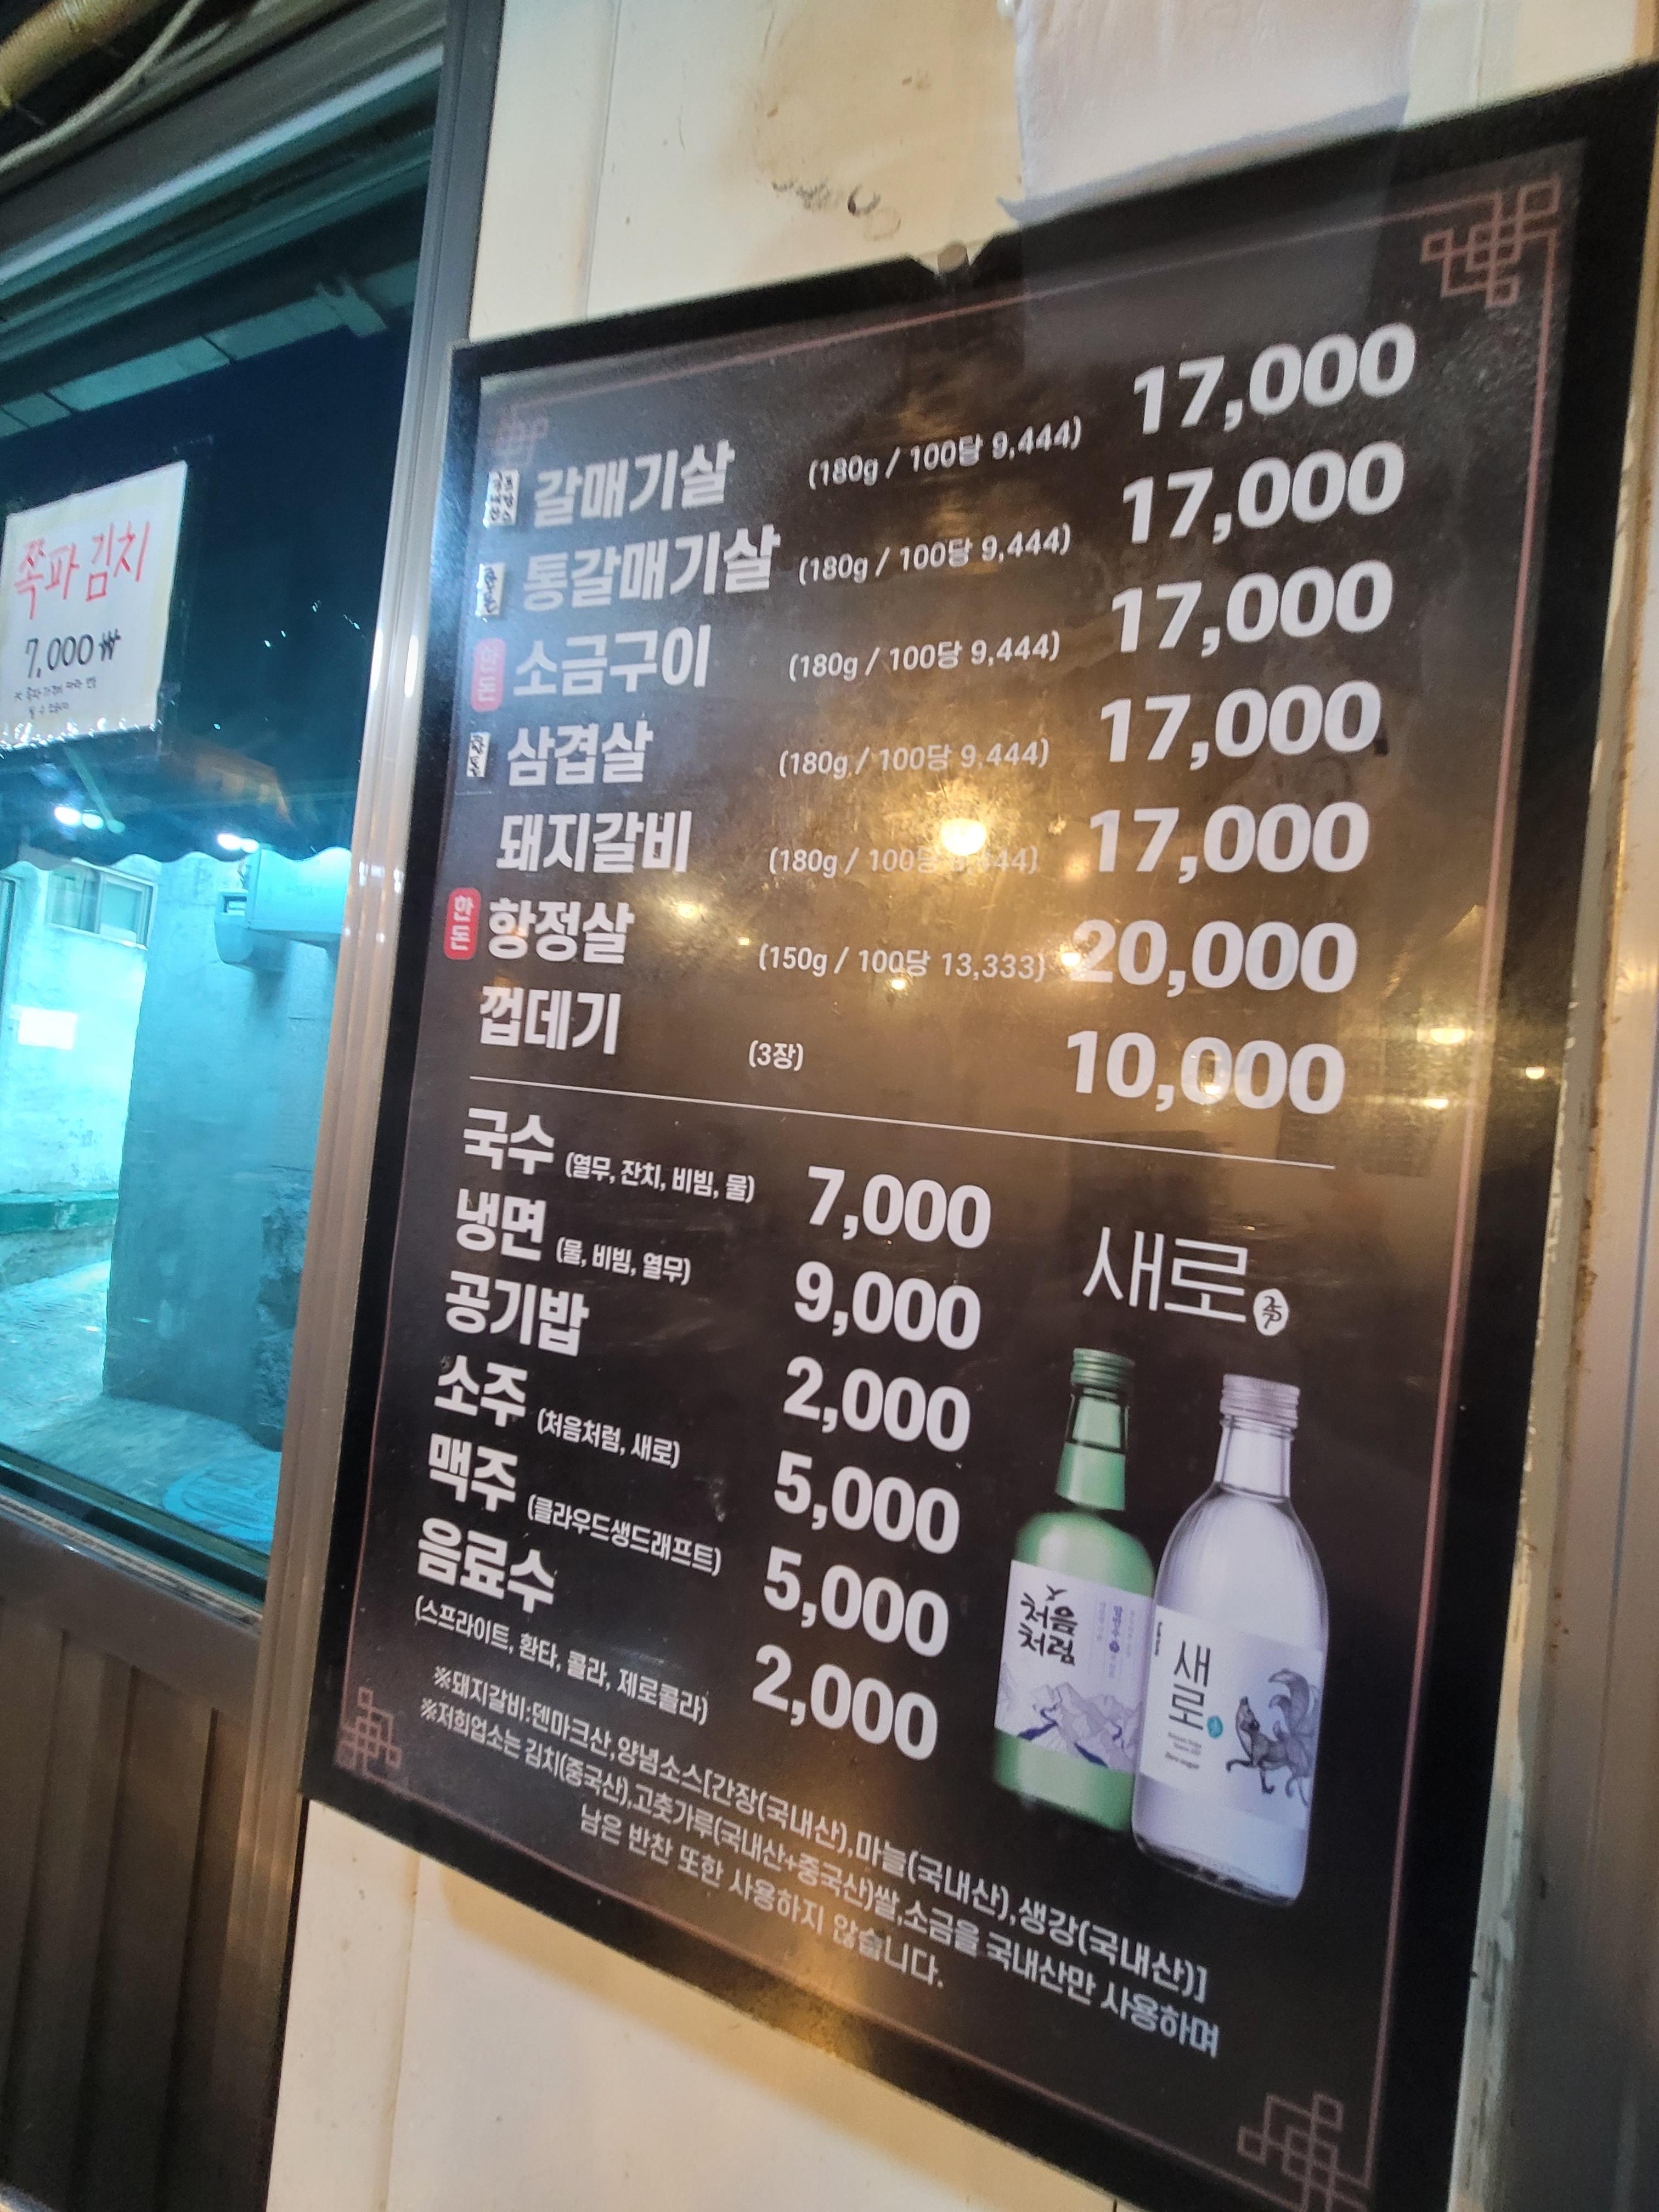 쪽파김치
7,000₩
갈매기살 (180g / 100당 9,444) 17,000
통갈매기살 (180g / 100당 9,444) 17,000
한돈 소금구이 (180g / 100당 9,444) 17,000
삼겹살 (180g / 100당 9,444) 17,000
돼지갈비 (180g / 100당 9,444) 17,000
한돈 항정살 (150g / 100당 13,333) 20,000
껍데기 (3장) 10,000
국수 (열무, 잔치, 비빔, 물) 7,000
냉면 (물, 비빔, 열무) 9,000
공기밥 2,000
소주 (처음처럼, 새로) 5,000
맥주 (클라우드생드래프트) 5,000
음료수 2,000
(스프라이트, 환타, 콜라, 제로콜라)
새로
처음
처럼
새로
※돼지갈비:덴마크산,양념소스[간장(국내산),마늘(국내산),생강(국내산)]
※저희업소는 김치(중국산),고춧가루(국내산+중국산)쌀,소금을 국내산만 사용하며
남은 반찬 또한 사용하지 않습니다.